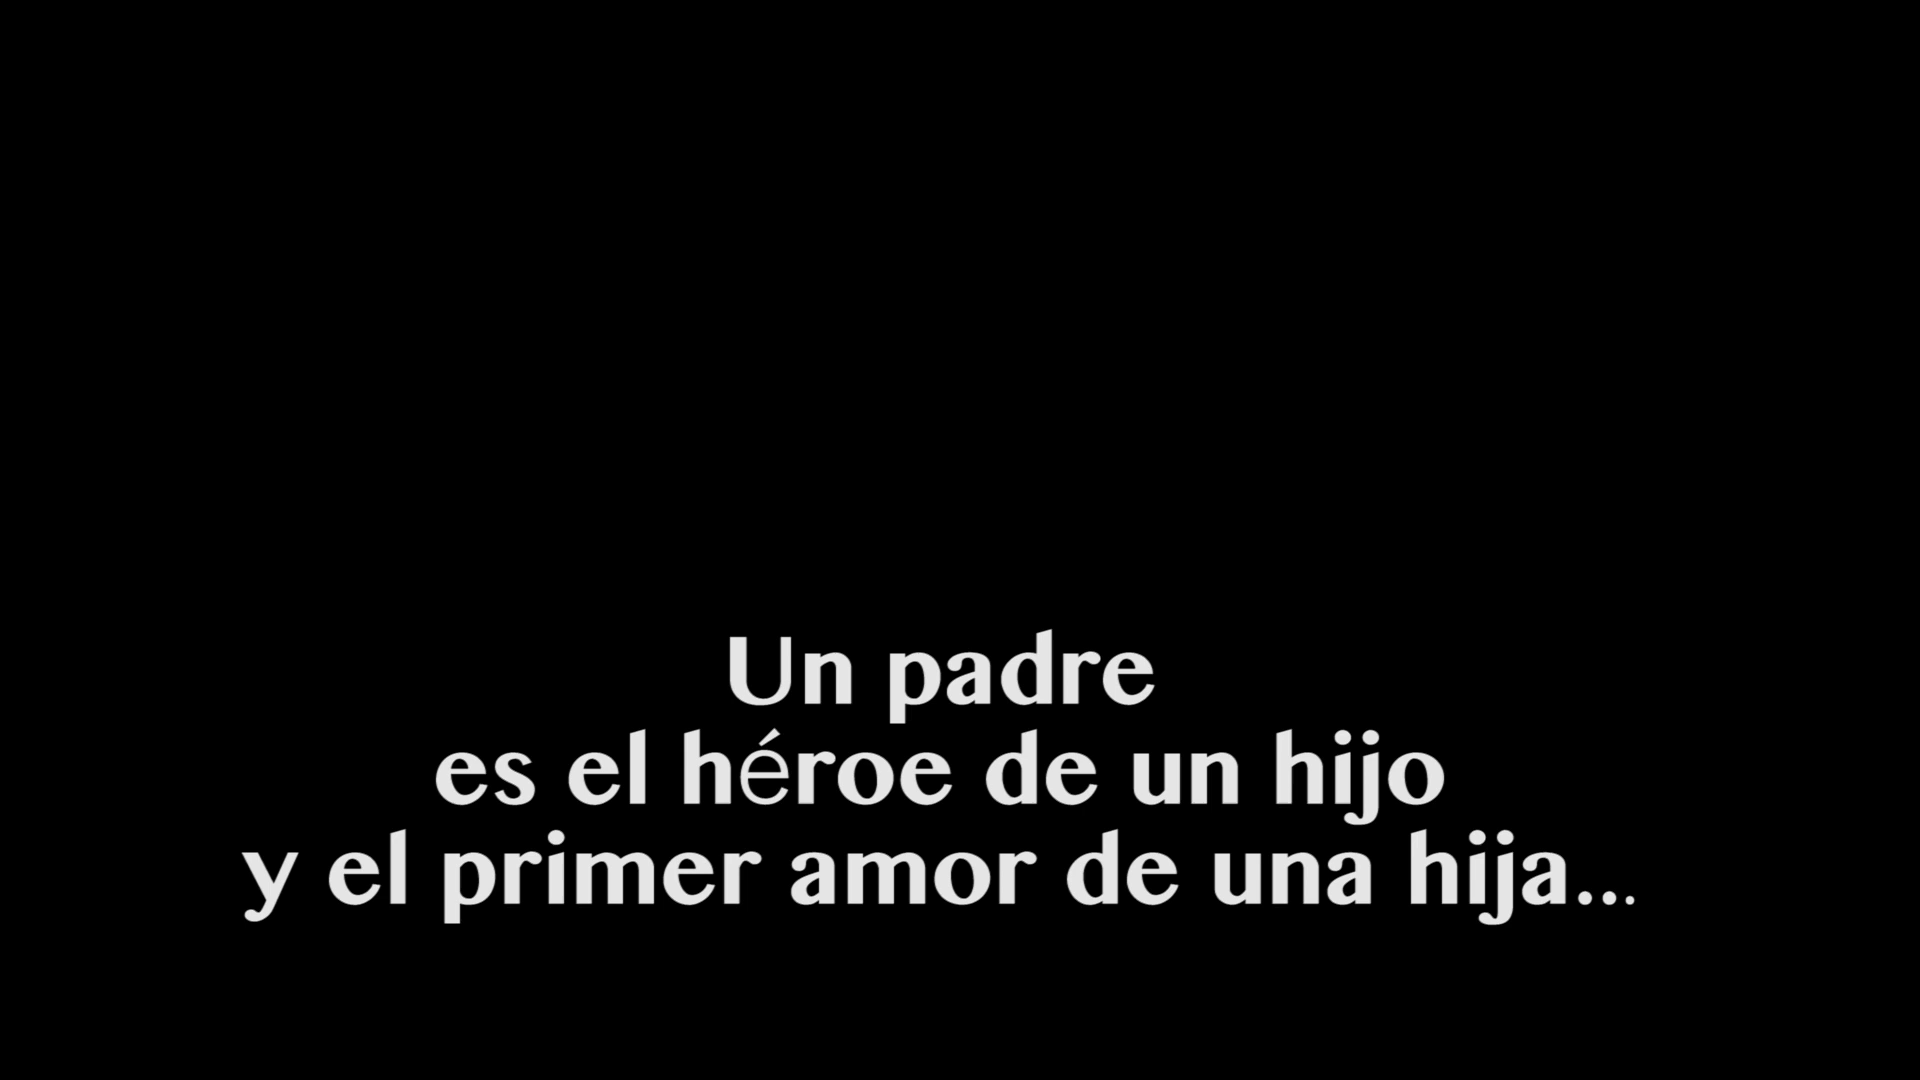 Un padre
es el héroe de un hijo
y el primer amor de una hija...